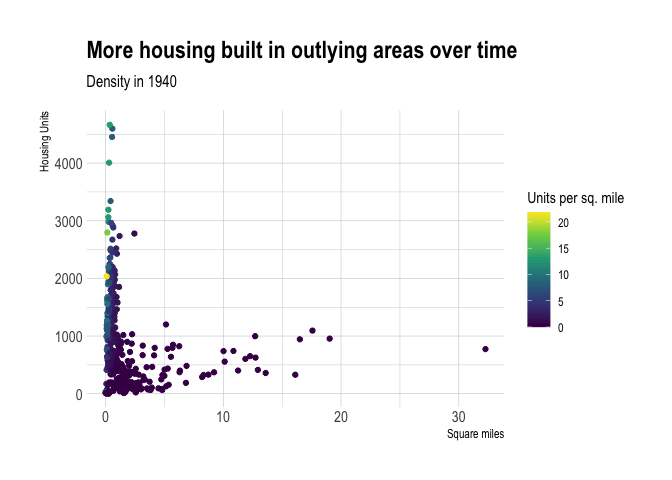 More housing built in outlying areas over time
Density in 1940
Housing Units
4000
3000
2000
1000
0
0 10 20 30
Square miles
Units per sq. mile
20
15
10
5
0